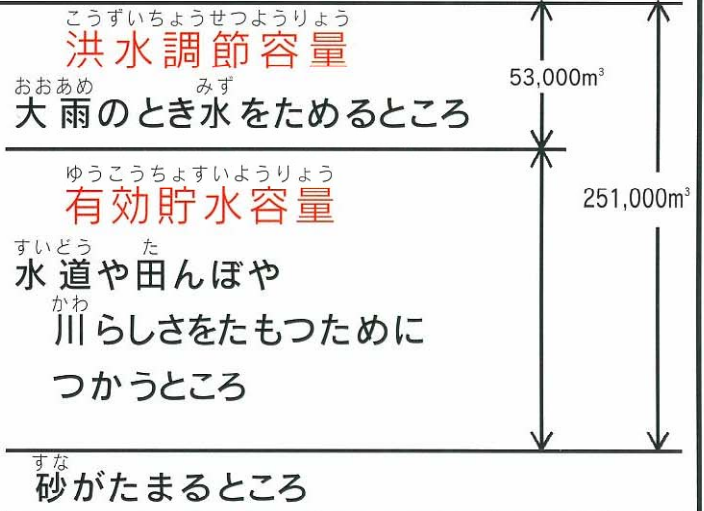 こうずいちょうせつようりょう
洪水調節容量
おおあめ みず
大雨のとき水をためるところ
53,000m³
ゆうこうちょすいようりょう
有効貯水容量
251,000m³
すいどう た
水道や田んぼや
かわ
川らしさをたもつために
つかうところ
すな
砂がたまるところ